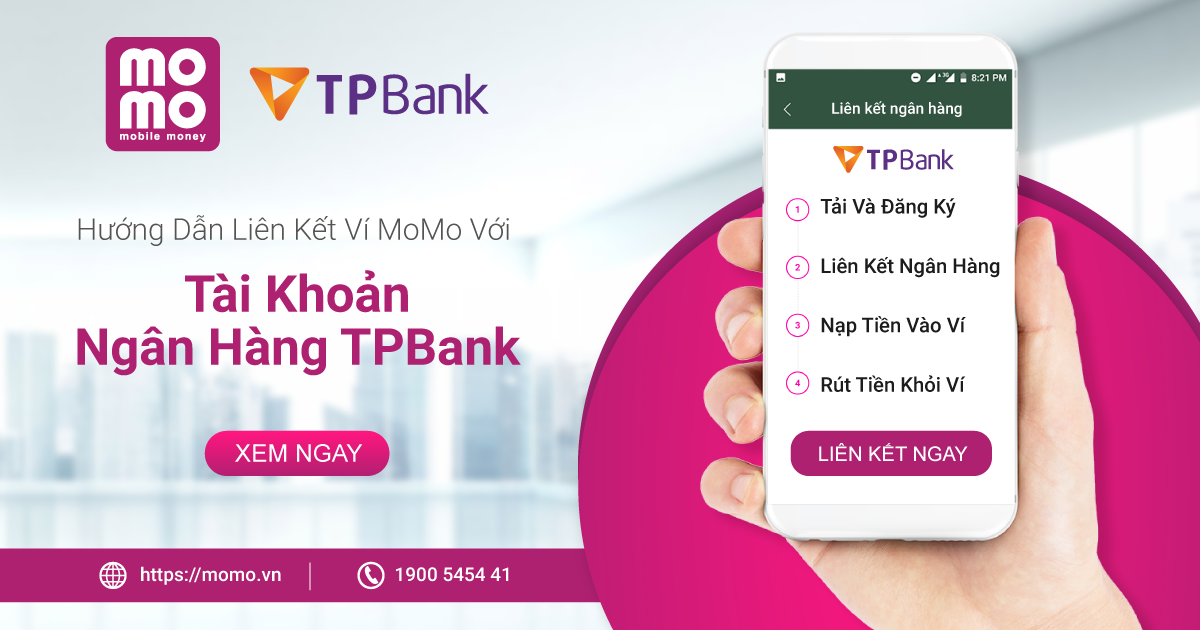 mo
mo
mobile money
TPBank
Hướng Dẫn Liên Kết Ví MoMo Với
Tài Khoản
Ngân Hàng TPBank
XEM NGAY
https://momo.vn
1900 5454 41
3G
8:21 PM
Liên kết ngân hàng
TPBank
1 Tải Và Đăng Ký
2 Liên Kết Ngân Hàng
3 Nạp Tiền Vào Ví
4 Rút Tiền Khỏi Ví
LIÊN KẾT NGAY